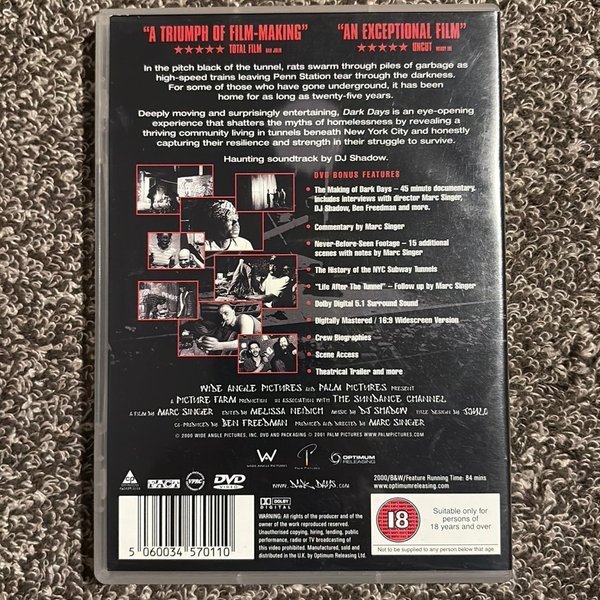 "A TRIUMPH OF FILM-MAKING"
★★★★★ TOTAL FILM
"AN EXCEPTIONAL FILM"
★★★★★ UNCUT
In the pitch black of the tunnel, rats swarm through piles of garbage as
high-speed trains leaving Penn Station tear through the darkness.
For some of those who have gone underground, it has been
home for as long as twenty-five years.
Deeply moving and surprisingly entertaining, Dark Days is an eye-opening
experience that shatters the myths of homelessness by revealing a
thriving community living in tunnels beneath New York City and honestly
capturing their resilience and strength in their struggle to survive.
Haunting soundtrack by DJ Shadow.
DVD BONUS FEATURES
• The Making of Dark Days – 45 minute documentary.
includes interviews with director Marc Singer,
DJ Shadow, Ben Freedman and more.
• Commentary by Marc Singer
• Never-Before-Seen Footage – 15 additional
scenes with notes by Marc Singer
• The History of the NYC Subway Tunnels
• "Life After The Tunnel" – Follow up by Marc Singer
• Dolby Digital 5.1 Surround Sound
• Digitally Mastered / 16:9 Widescreen Version
• Crew Biographies
• Scene Access
• Theatrical Trailer and more
WIDE ANGLE PICTURES AND PALM PICTURES PRESENT
A PICTURE FARM PRODUCTION IN ASSOCIATION WITH THE SUNDANCE CHANNEL
A FILM BY MARC SINGER EDITED BY MELISSA NEIDICH MUSIC BY DJ SHADOW TITLE DESIGN BY
CO-PRODUCED BY BEN FREEDMAN PRODUCED AND DIRECTED BY MARC SINGER
© 2000 WIDE ANGLE PICTURES, INC. DVD AND PACKAGING © 2001 PALM PICTURES WWW.PALMPICTURES.COM
W
WIDE ANGLE PICTURES
P
PALM PICTURES
OPTIMUM
RELEASING
DVD
VIDEO
WWW.DARKDAYS.COM
2000/B&W/Feature Running Time: 84 mins
www.optimumreleasing.com
5 060034 570110
DOLBY
DIGITAL
WARNING: All rights of the producer and of the owner
of the work reproduced reserved.
Unauthorised copying, hiring, lending, public
performance, radio or TV broadcasting of
this video prohibited. Manufactured, sold and
distributed in the U.K. by Optimum Releasing Ltd.
18
Suitable only for
persons of
18 years and over
Not to be supplied to any person below that age